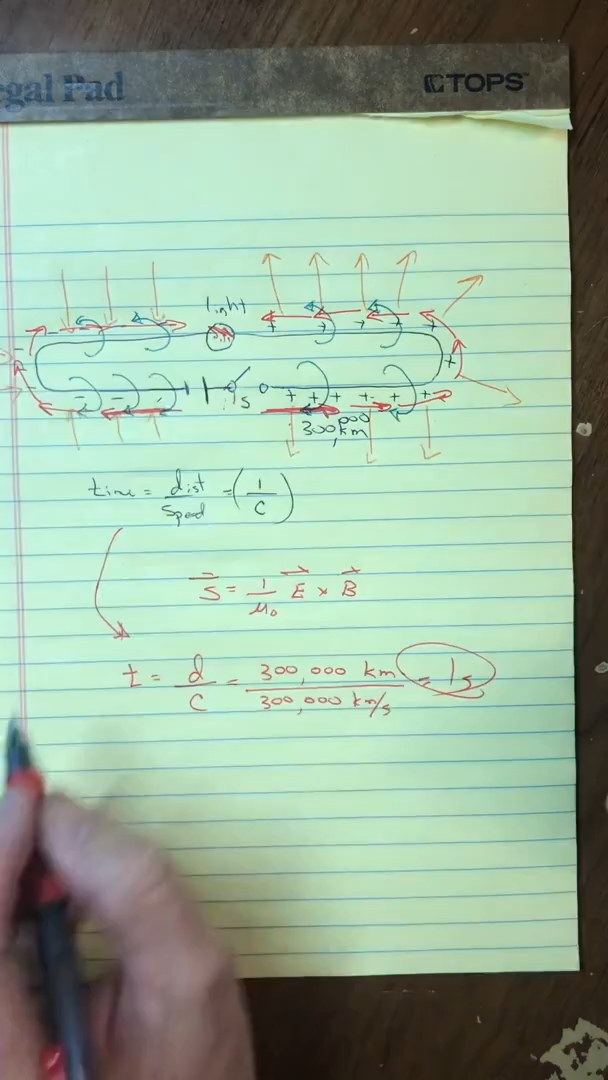 egal Pad
TOPS
light
S
300,000 km
time = dist/speed = (1/c)
S = 1/μ₀ E × B
t = d/c = 300,000 km / 300,000 km/s = 1s